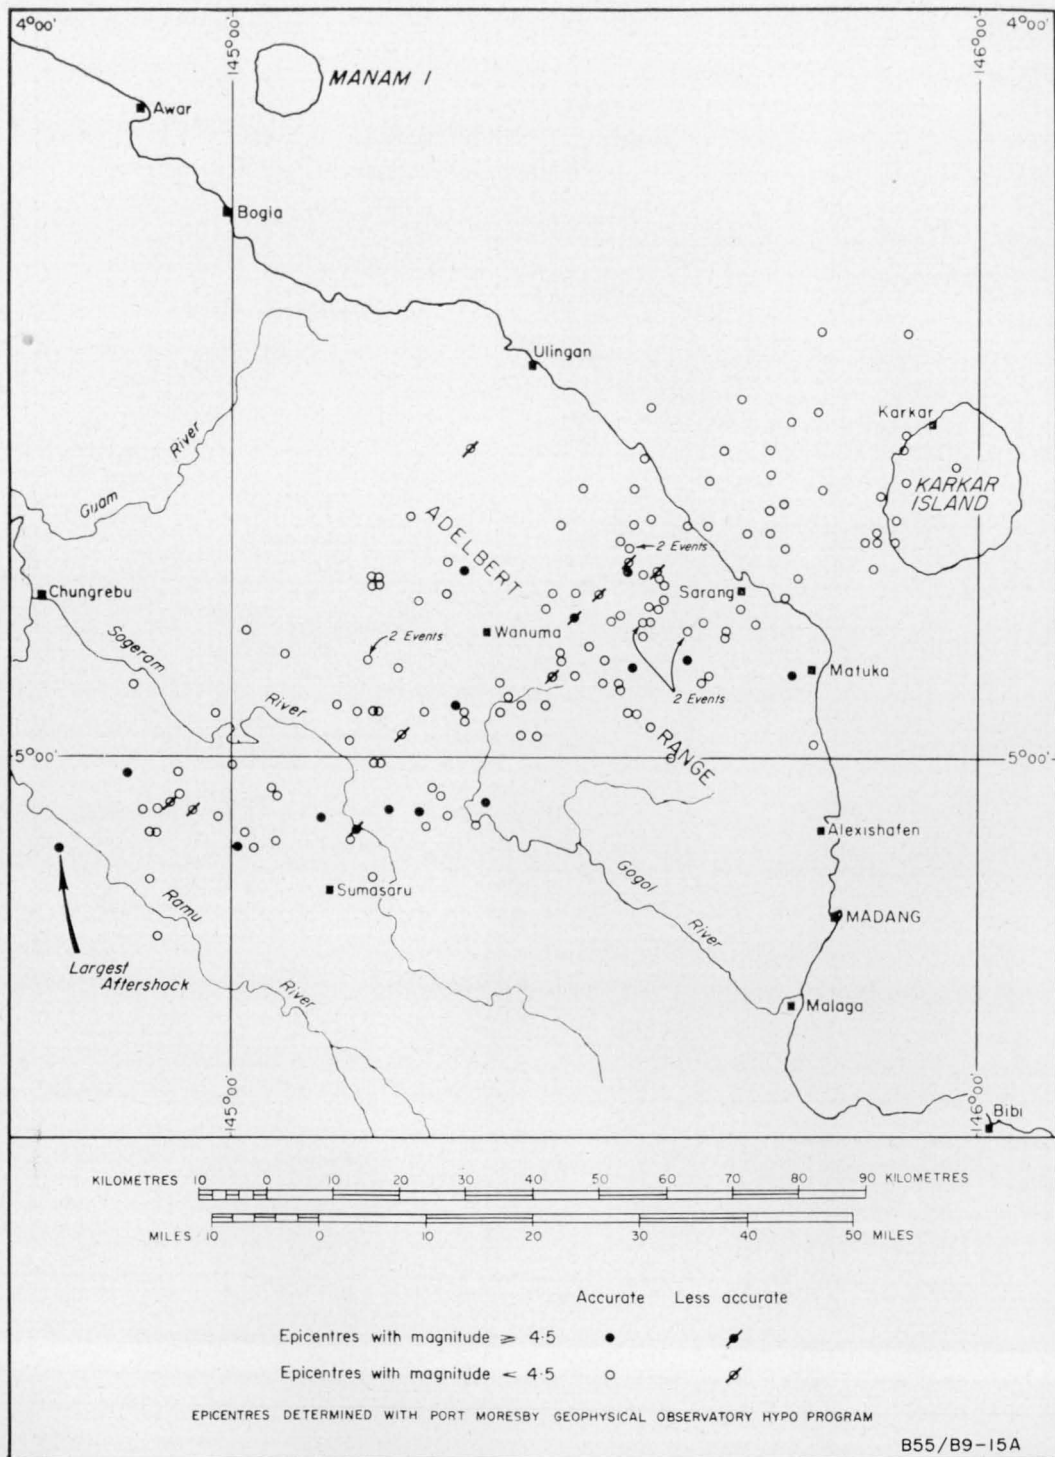 4°00'
145°00'
146°00'
4°00'
MANAM I
Awar
Bogia
Ulingan
Karkar
KARKAR
ISLAND
Guam
River
ADELBERT
RANGE
2 Events
Chungrebu
Sarang
Wanuma
Sogeram
River
2 Events
2 Events
Matuka
5°00'
5°00'
Alexishafen
Sumasaru
Gogol
River
MADANG
Ramu
River
Largest
Aftershock
Malaga
145°00'
146°00'
Bibi
KILOMETRES 10 0 10 20 30 40 50 60 70 80 90 KILOMETRES
MILES 10 0 10 20 30 40 50 MILES
Accurate Less accurate
Epicentres with magnitude ⩾ 4·5
Epicentres with magnitude < 4·5
EPICENTRES DETERMINED WITH PORT MORESBY GEOPHYSICAL OBSERVATORY HYPO PROGRAM
B55/B9-15A